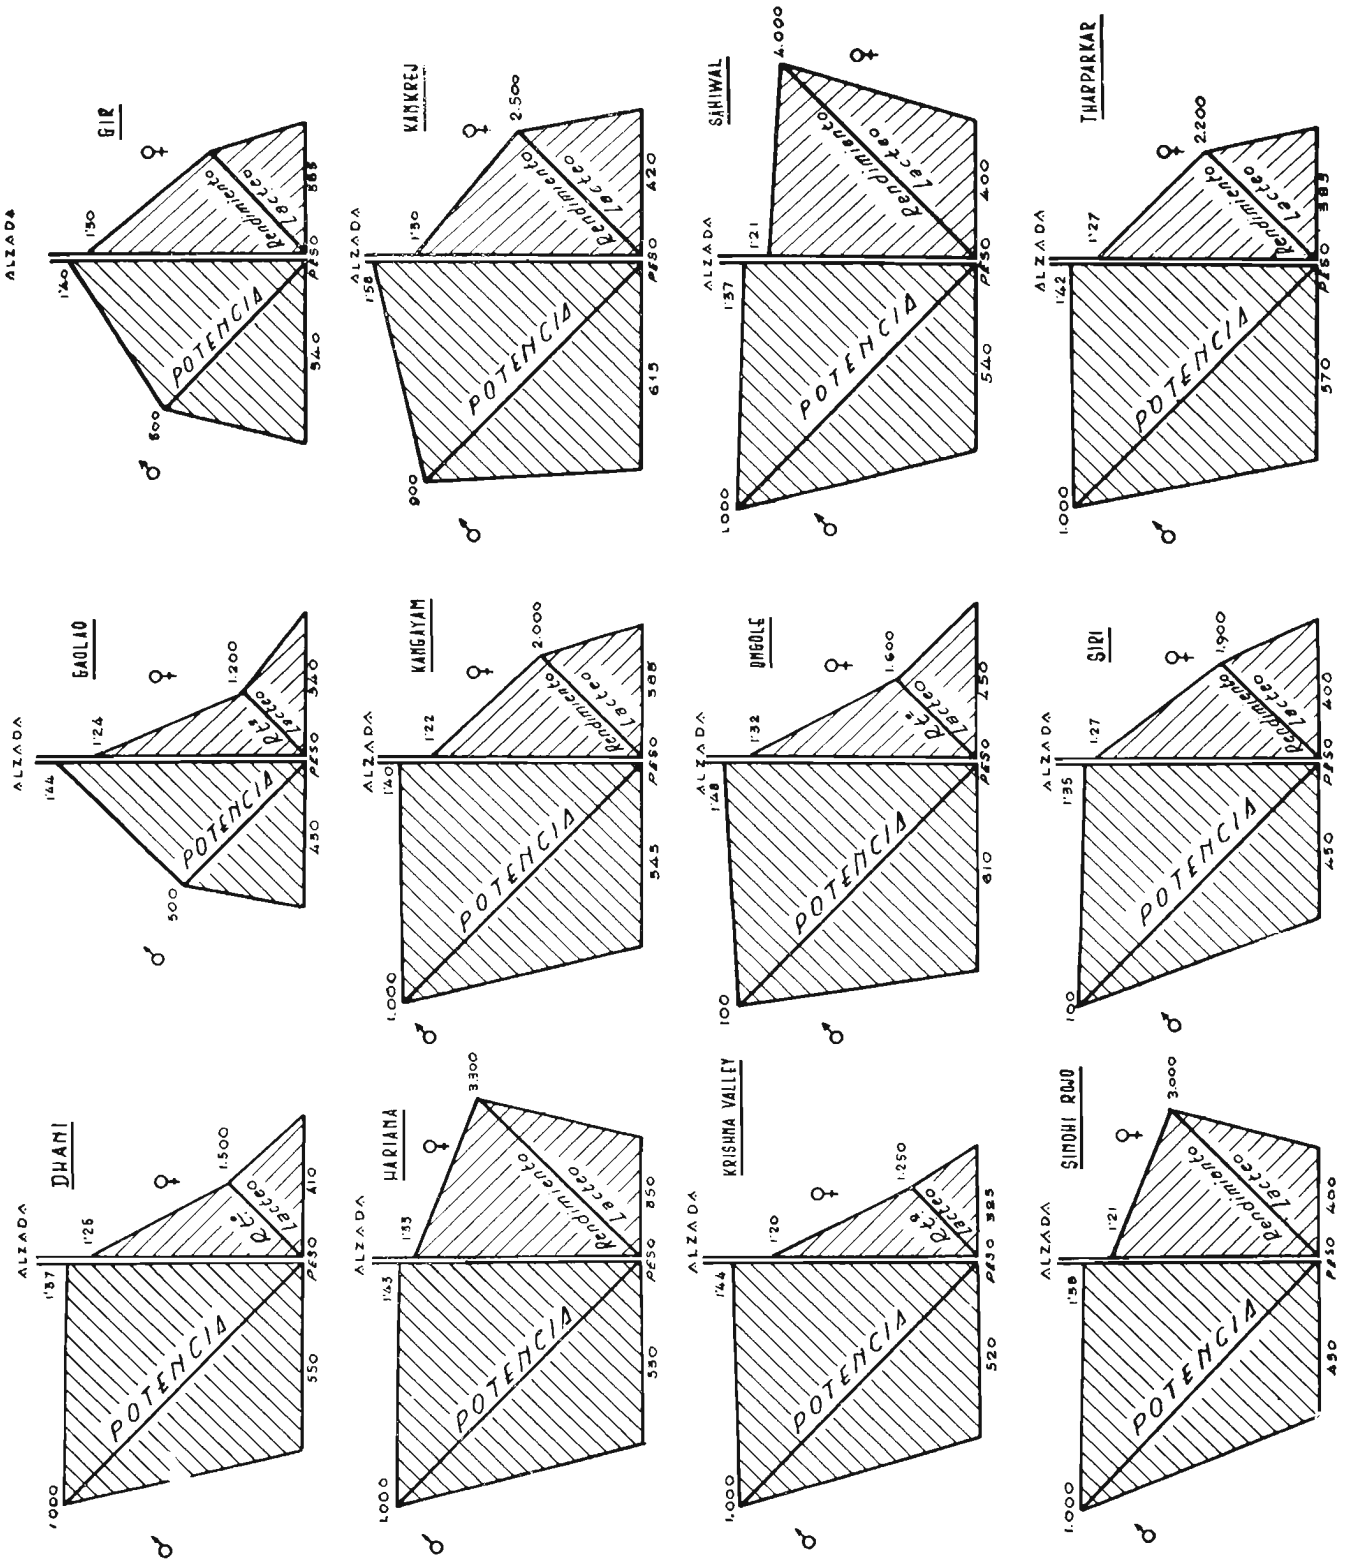 DHANI
ALZADA
1'37
1'26
1000
1.500
POTENCIA
Rtº
Lacteo
550
PESO
410
GAOLAO
ALZADA
1'44
1'24
500
1.200
POTENCIA
Rtº
Lacteo
430
PESO
340
GIR
ALZADA
1'40
1'30
600
POTENCIA
Rendimiento
Lacteo
540
PESO
385
HARIANA
ALZADA
1'43
1'33
1.000
3.300
POTENCIA
Rendimiento
Lacteo
530
PESO
350
KANGAYAM
ALZADA
1'40
1'22
1.000
2.000
POTENCIA
Rendimiento
Lacteo
545
PESO
385
KANKREJ
ALZADA
1'58
1'30
900
2.500
POTENCIA
Rendimiento
Lacteo
615
PESO
420
KRISHNA VALLEY
ALZADA
1'44
1'20
1.000
1.250
POTENCIA
Rtº
Lacteo
520
PESO
325
ONGOLE
ALZADA
1'48
1'32
100
1.600
POTENCIA
Rtº
Lacteo
610
PESO
450
SAHIWAL
ALZADA
1'37
1'21
1.000
4.000
POTENCIA
Rendimiento
Lacteo
540
PESO
400
SINDHI ROJO
ALZADA
1'38
1'21
1.000
3.000
POTENCIA
Rendimiento
Lacteo
430
PESO
400
SIRI
ALZADA
1'35
1.27
100
1.900
POTENCIA
Rendimiento
Lacteo
450
PESO
400
THARPARKAR
ALZADA
1'42
1'27
1.000
2.200
POTENCIA
Rendimiento
Lacteo
570
PESO
385